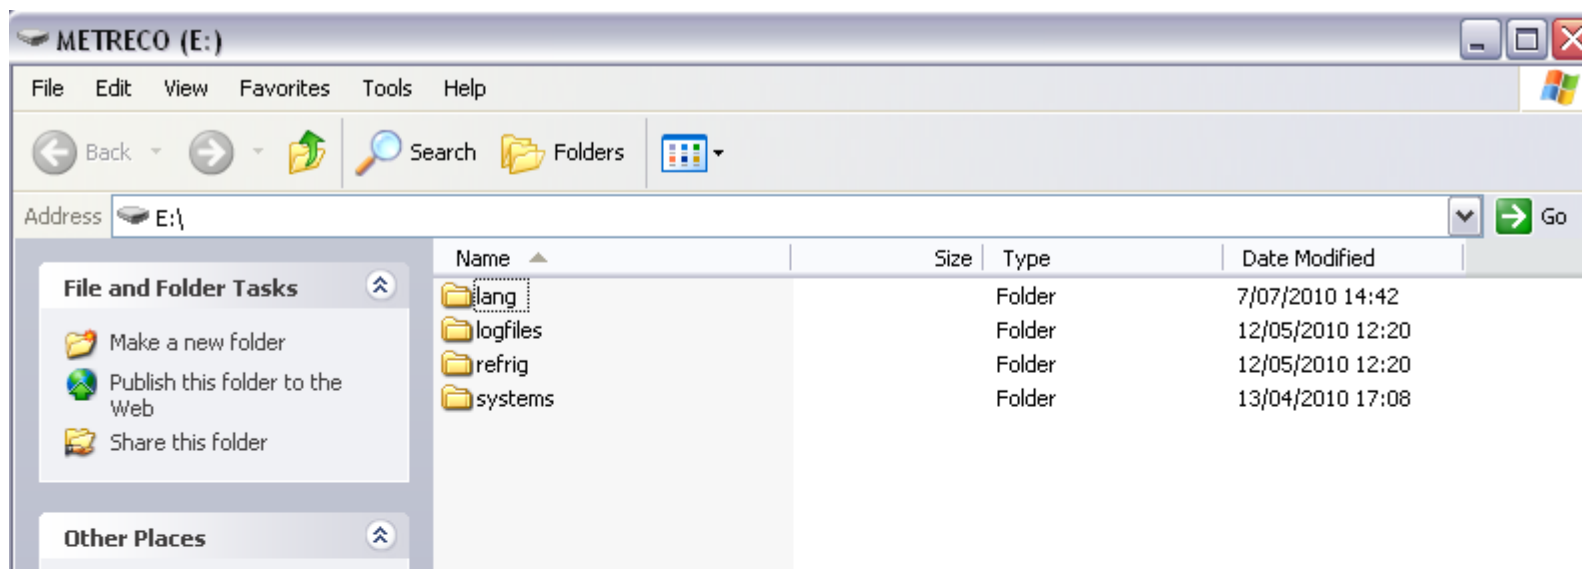 METRECO (E:)
File Edit View Favorites Tools Help
Back Search Folders
Address E:\ Go
Name Size Type Date Modified
File and Folder Tasks
lang Folder 7/07/2010 14:42
logfiles Folder 12/05/2010 12:20
Make a new folder
refrig Folder 12/05/2010 12:20
Publish this folder to the
Web
systems Folder 13/04/2010 17:08
Share this folder
Other Places